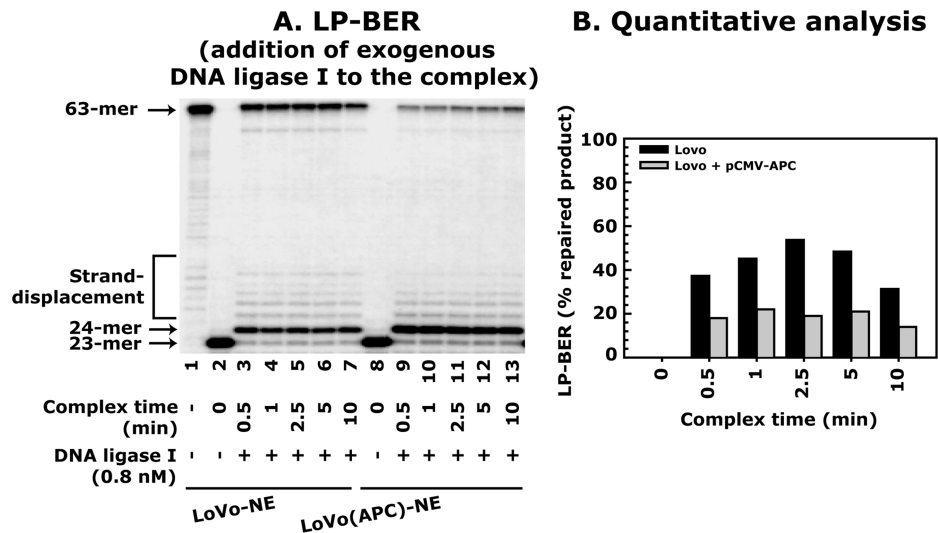 A. LP-BER
(addition of exogenous
DNA ligase I to the complex)
63-mer
Strand-
displacement
24-mer
23-mer
1 2 3 4 5 6 7 8 9 10 11 12 13
Complex time
(min)
- 0 0.5 1 2.5 5 10 0 0.5 1 2.5 5 10
DNA ligase I
(0.8 nM)
- - + + + + + - + + + + +
LoVo-NE
LoVo(APC)-NE
B. Quantitative analysis
LP-BER (% repaired product)
100
80
60
40
20
0
Lovo
Lovo + pCMV-APC
0 0.5 1 2.5 5 10
Complex time (min)